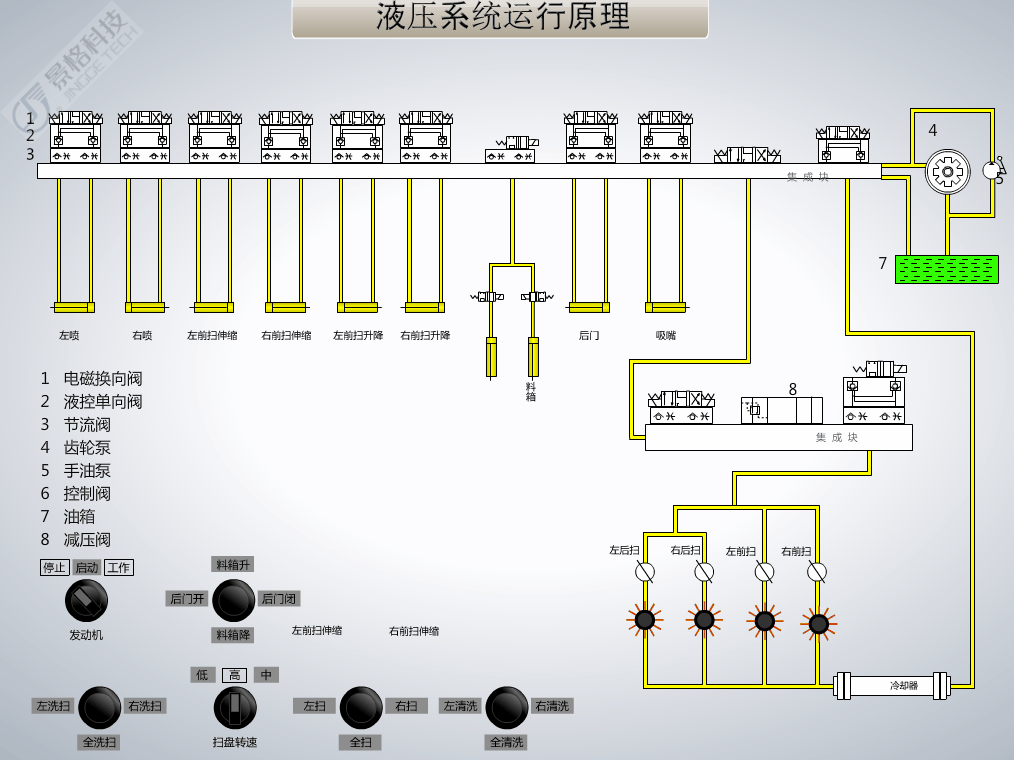 液压系统运行原理
景格科技
JINGGE TECH
1
2
3
4
5
集成块
7
左喷 右喷 左前扫伸缩 右前扫伸缩 左前扫升降 右前扫升降 后门 吸嘴
料箱
1 电磁换向阀
2 液控单向阀
3 节流阀
4 齿轮泵
5 手油泵
6 控制阀
7 油箱
8 减压阀
8
集成块
左后扫 右后扫 左前扫 右前扫
冷却器
停止 启动 工作
发动机
料箱升
后门开 后门闭
料箱降
左前扫伸缩 右前扫伸缩
低 高 中
扫盘转速
左洗扫 右洗扫
全洗扫
左扫 右扫
全扫
左清洗 右清洗
全清洗